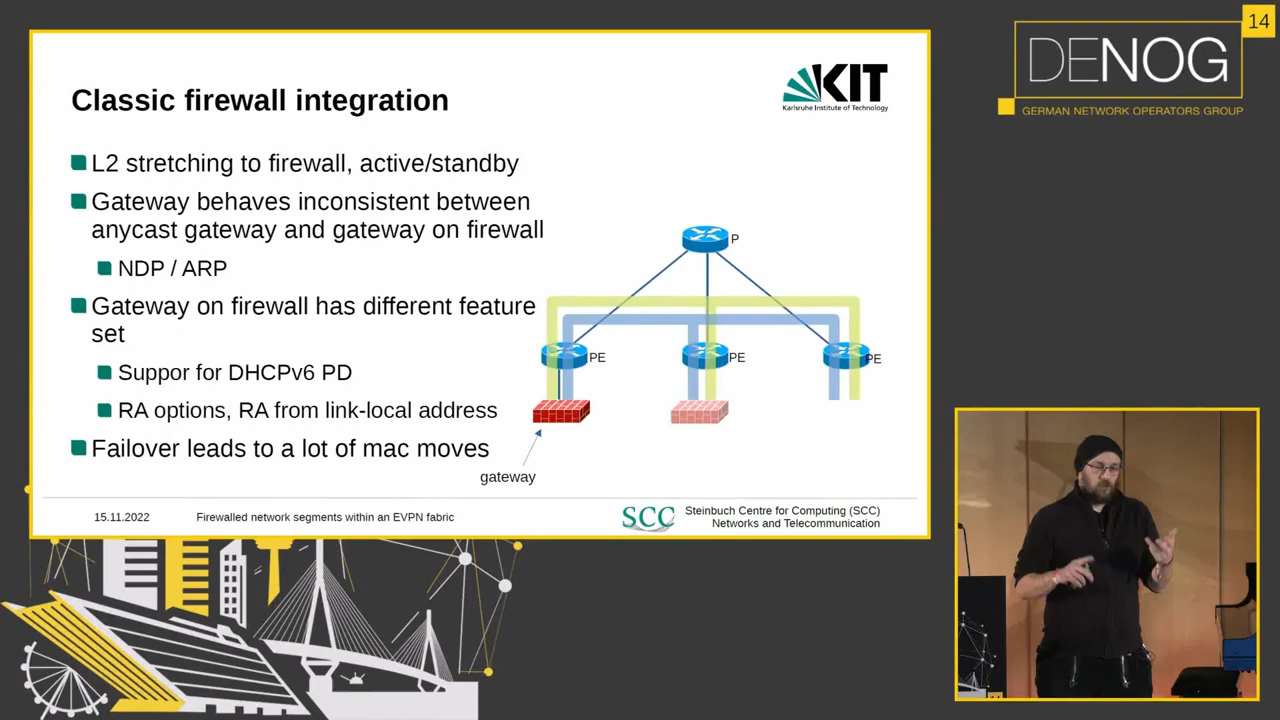 14
DENOG
GERMAN NETWORK OPERATORS GROUP
KIT
Karlsruhe Institute of Technology
Classic firewall integration
L2 stretching to firewall, active/standby
Gateway behaves inconsistent between
anycast gateway and gateway on firewall
NDP / ARP
Gateway on firewall has different feature
set
Suppor for DHCPv6 PD
RA options, RA from link-local address
Failover leads to a lot of mac moves
P
PE
PE
PE
gateway
15.11.2022
Firewalled network segments within an EVPN fabric
SCC
Steinbuch Centre for Computing (SCC)
Networks and Telecommunication